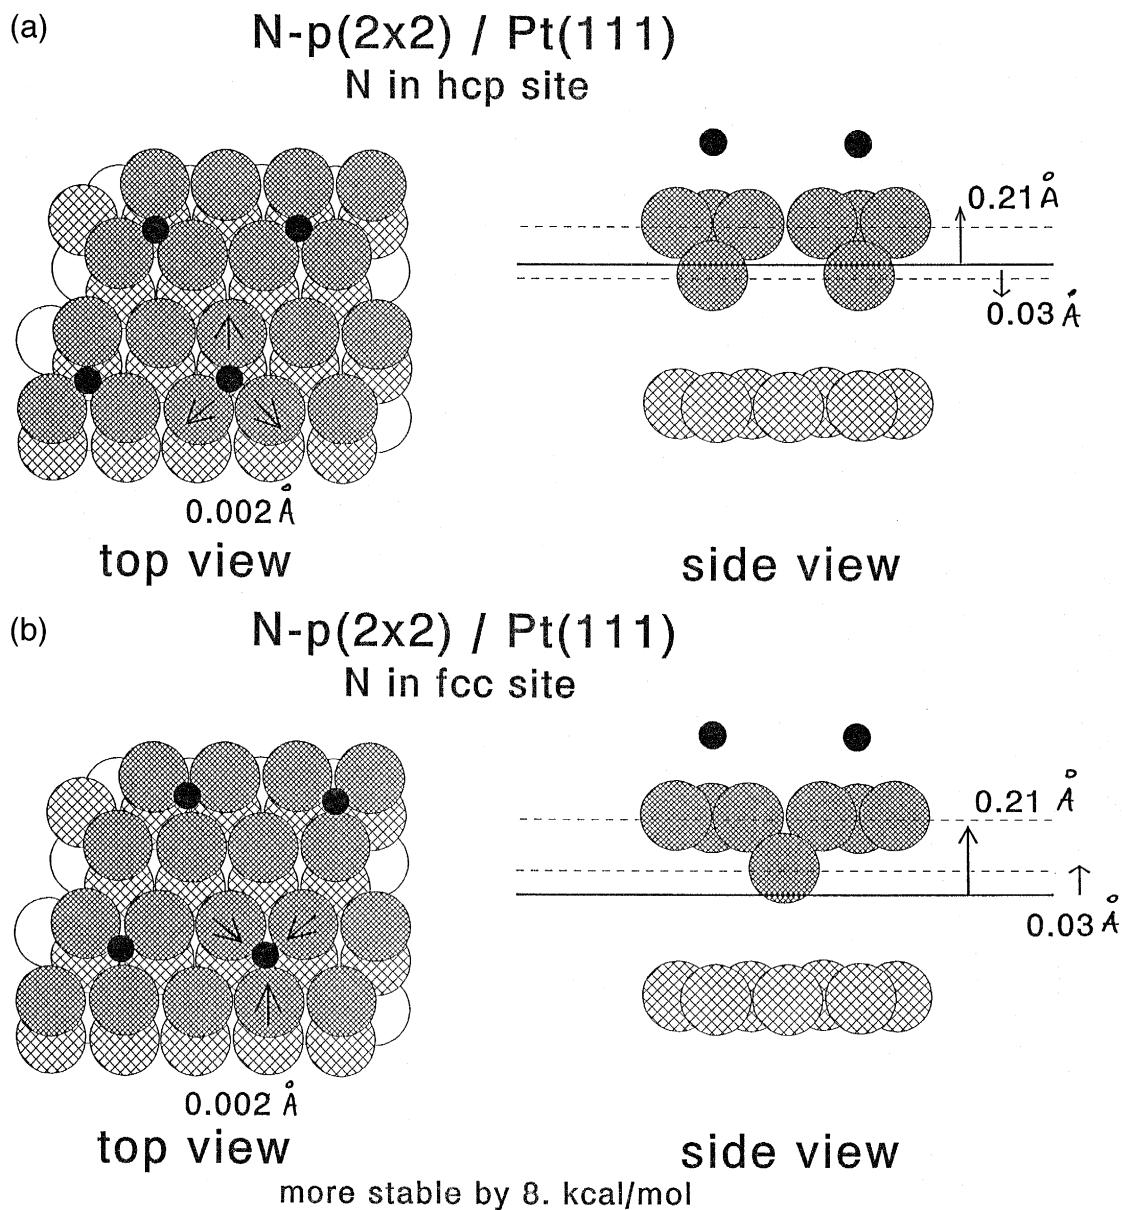 (a)
N-p(2x2) / Pt(111)
N in hcp site
0.21 Å
0.03 Å
0.002 Å
top view
side view
(b)
N-p(2x2) / Pt(111)
N in fcc site
0.21 Å
0.03 Å
0.002 Å
top view
side view
more stable by 8. kcal/mol